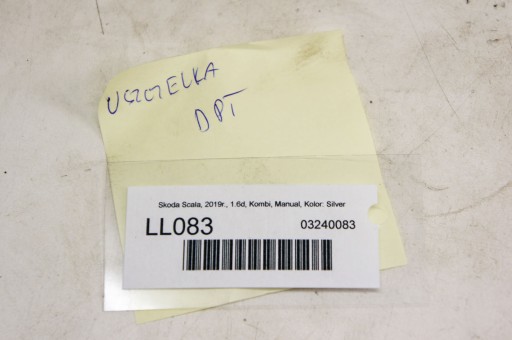 USZCZELKA
DPT
Skoda Scala, 2019r., 1.6d, Kombi, Manual, Kolor: Silver
LL083
03240083